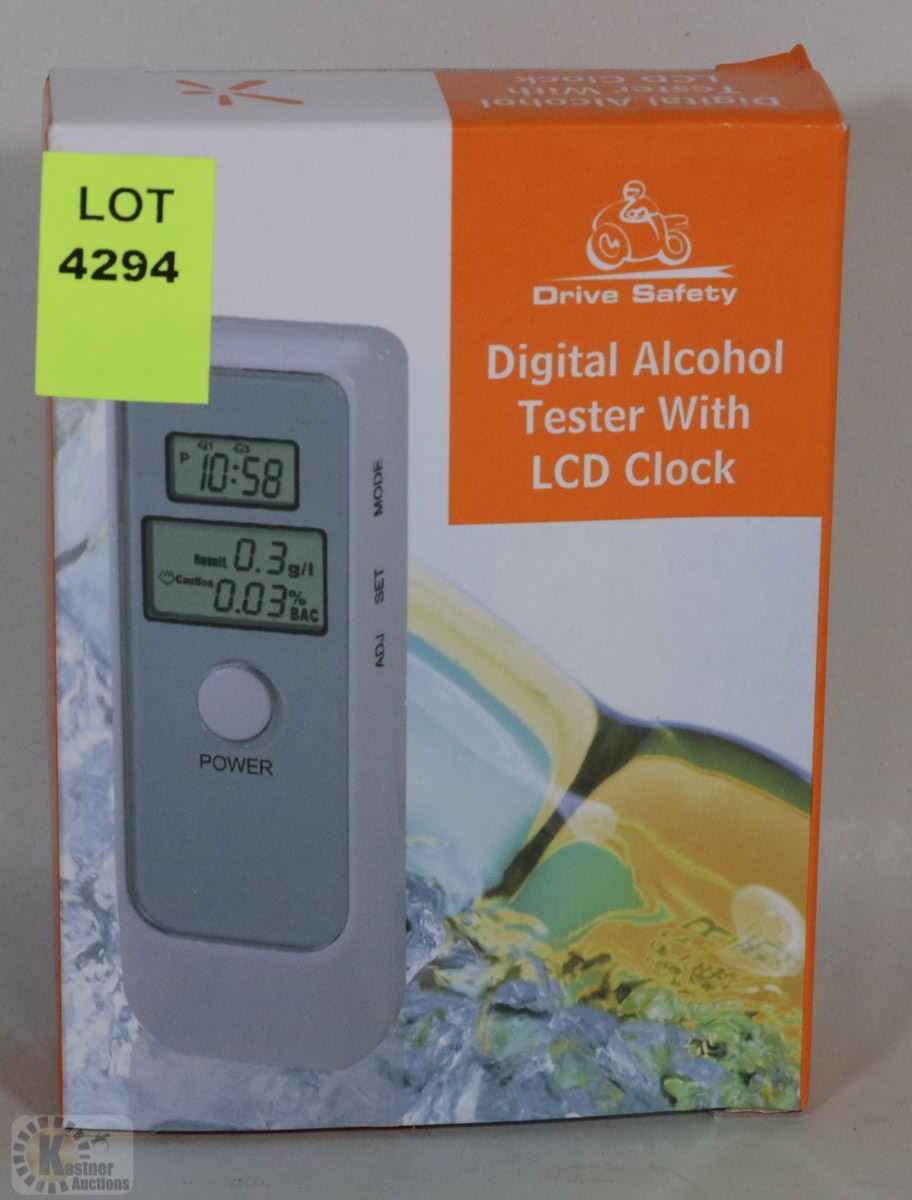 Digital Alcohol
Tester With
LCD Clock
LOT
4294
Drive Safety
Digital Alcohol
Tester With
LCD Clock
P 10:58
MODE
Result 0.3 g/l
Caution 0.03 % BAC
SET
ADJ
POWER
Kastner
Auctions